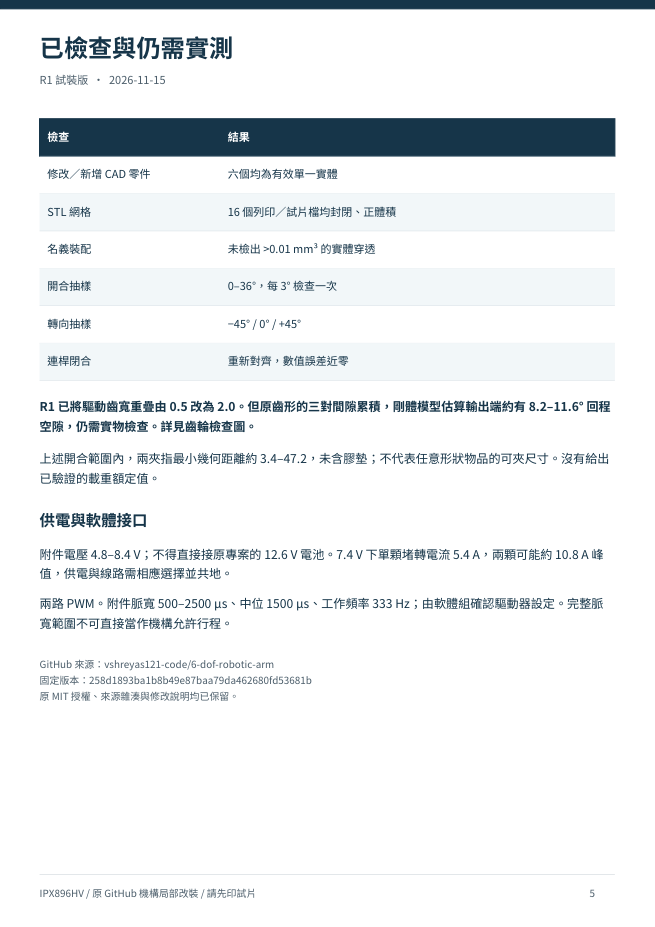 已檢查與仍需實測
R1 試裝版 · 2026-11-15
檢查 結果
修改／新增 CAD 零件 六個均為有效單一實體
STL 網格 16 個列印／試片檔均封閉、正體積
名義裝配 未檢出 >0.01 mm³ 的實體穿透
開合抽樣 0–36°，每 3° 檢查一次
轉向抽樣 −45° / 0° / +45°
連桿閉合 重新對齊，數值誤差近零
R1 已將驅動齒寬重疊由 0.5 改為 2.0。但原齒形的三對間隙累積，剛體模型估算輸出端約有 8.2–11.6° 回程
空隙，仍需實物檢查。詳見齒輪檢查圖。
上述開合範圍內，兩夾指最小幾何距離約 3.4–47.2，未含膠墊；不代表任意形狀物品的可夾尺寸。沒有給出
已驗證的載重額定值。
供電與軟體接口
附件電壓 4.8–8.4 V；不得直接接原專案的 12.6 V 電池。7.4 V 下單顆堵轉電流 5.4 A，兩顆可能約 10.8 A 峰
值，供電與線路需相應選擇並共地。
兩路 PWM。附件脈寬 500–2500 µs、中位 1500 µs、工作頻率 333 Hz；由軟體組確認驅動器設定。完整脈
寬範圍不可直接當作機構允許行程。
GitHub 來源：vshreyas121-code/6-dof-robotic-arm
固定版本：258d1893ba1b8b49e87baa79da462680fd53681b
原 MIT 授權、來源雜湊與修改說明均已保留。
IPX896HV / 原 GitHub 機構局部改裝 / 請先印試片 5